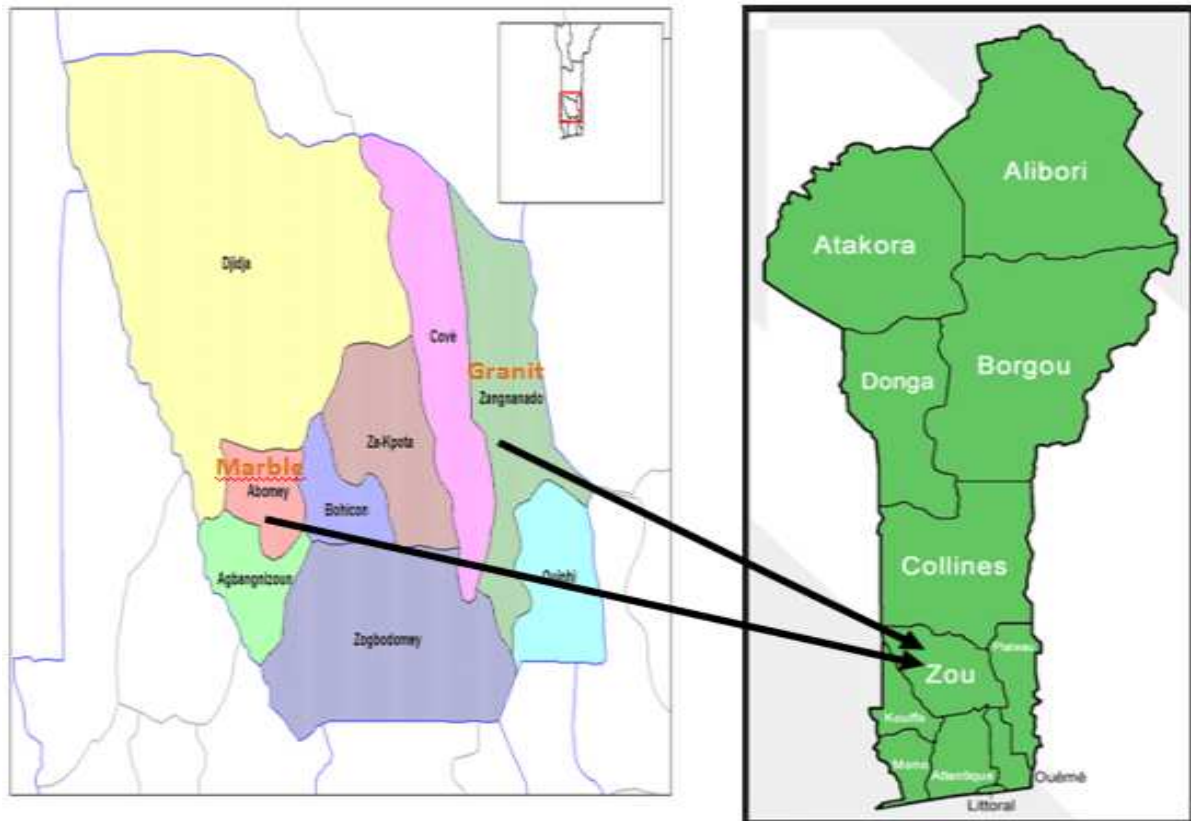 Djidja
Covè
Granit
Zangnanado
Za-Kpota
Marble
Abomey
Bohicon
Agbangnizoun
Ouinhi
Zogbodomey
Alibori
Atakora
Borgou
Donga
Collines
Plateau
Zou
Kouffo
Mono
Atlantique
Ouémé
Littoral